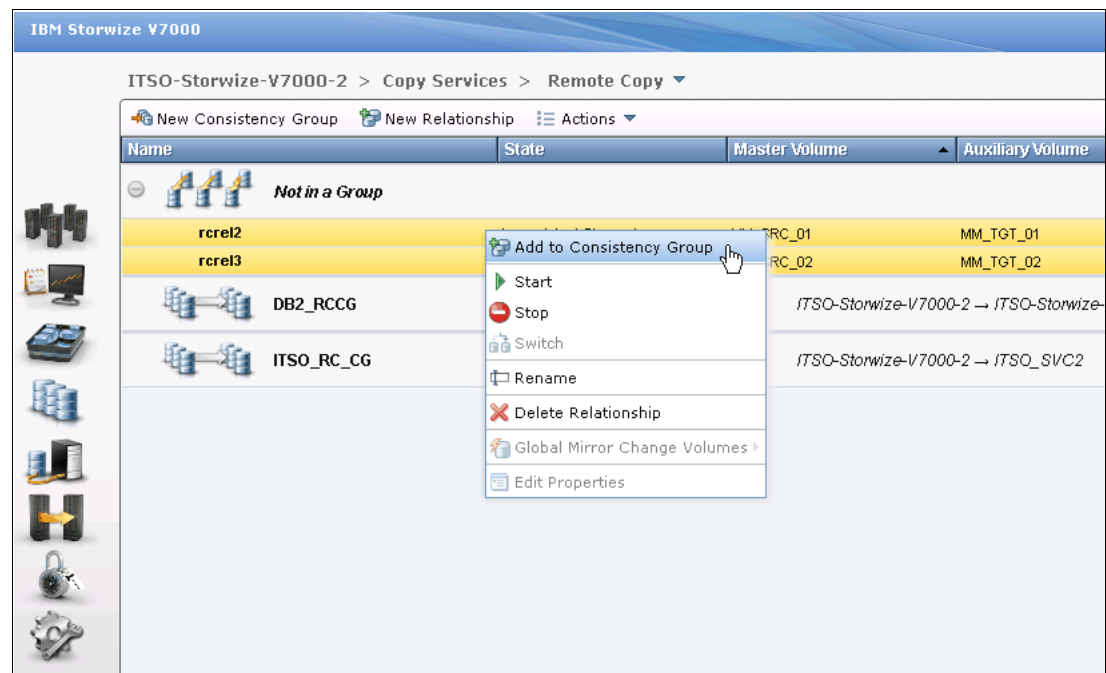 IBM Storwize V7000
ITSO-Storwize-V7000-2 > Copy Services > Remote Copy
New Consistency Group New Relationship Actions
Name State Master Volume Auxiliary Volume
Not in a Group
rcrel2 MM_TGT_01
rcrel3 MM_TGT_02
DB2_RCCG ITSO-Storwize-V7000-2 → ITSO-Storwize-
ITSO_RC_CG ITSO-Storwize-V7000-2 → ITSO_SVC2
Add to Consistency Group
Start
Stop
Switch
Rename
Delete Relationship
Global Mirror Change Volumes
Edit Properties